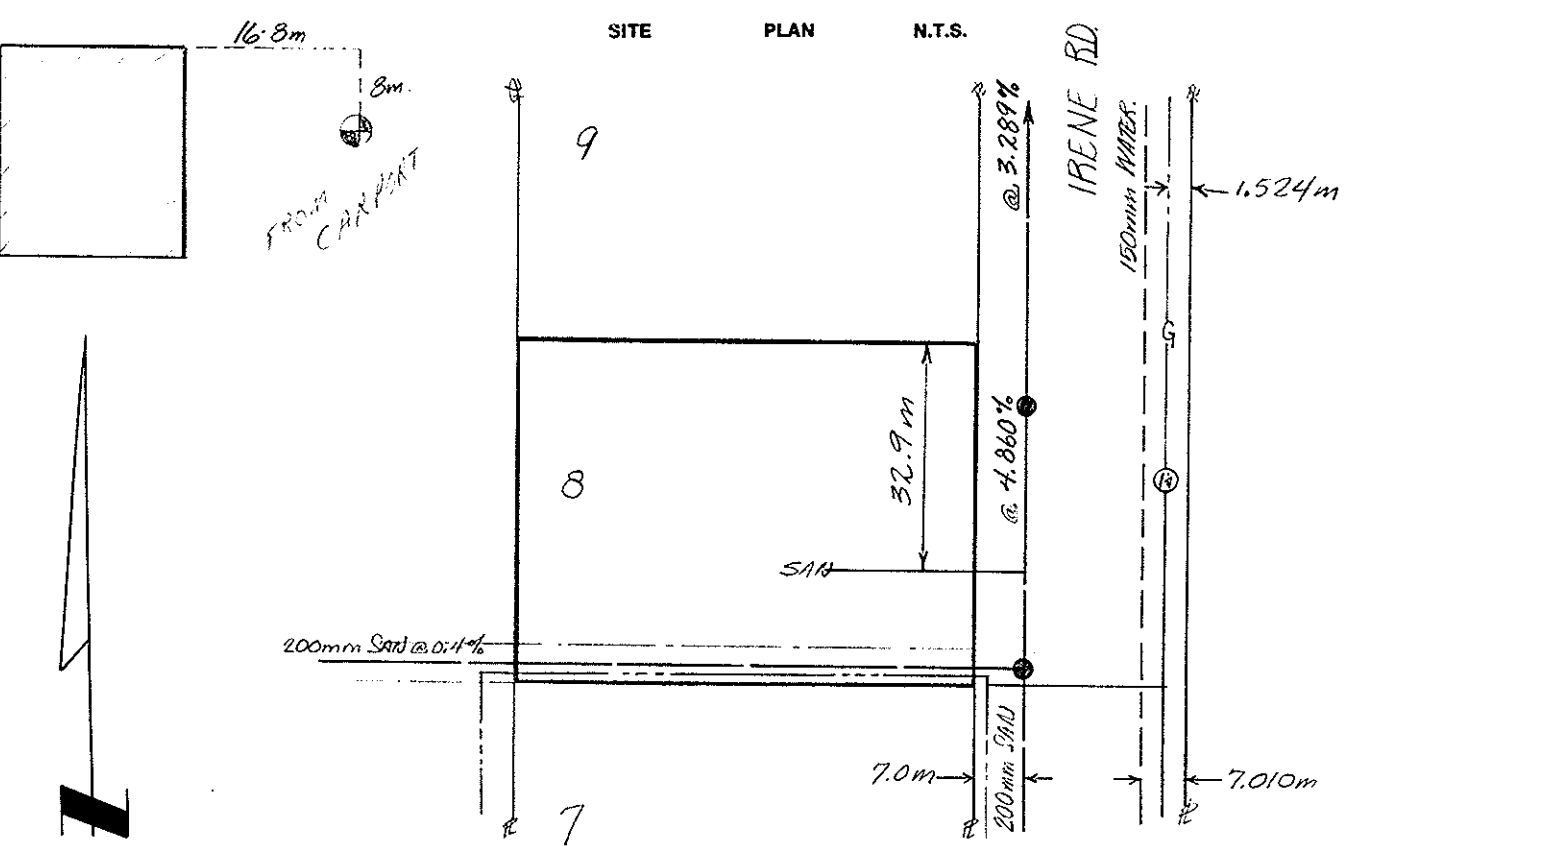 SITE PLAN N.T.S.
16.8m
8m.
FROM
CARPORT
9
@ 3.289%
IRENE RD.
150mm WATER.
1.524m
G
32.9m
@ 4.860%
8
SAN
200mm SAN @ 0.4%
7.0m
200mm SAN
7.010m
7